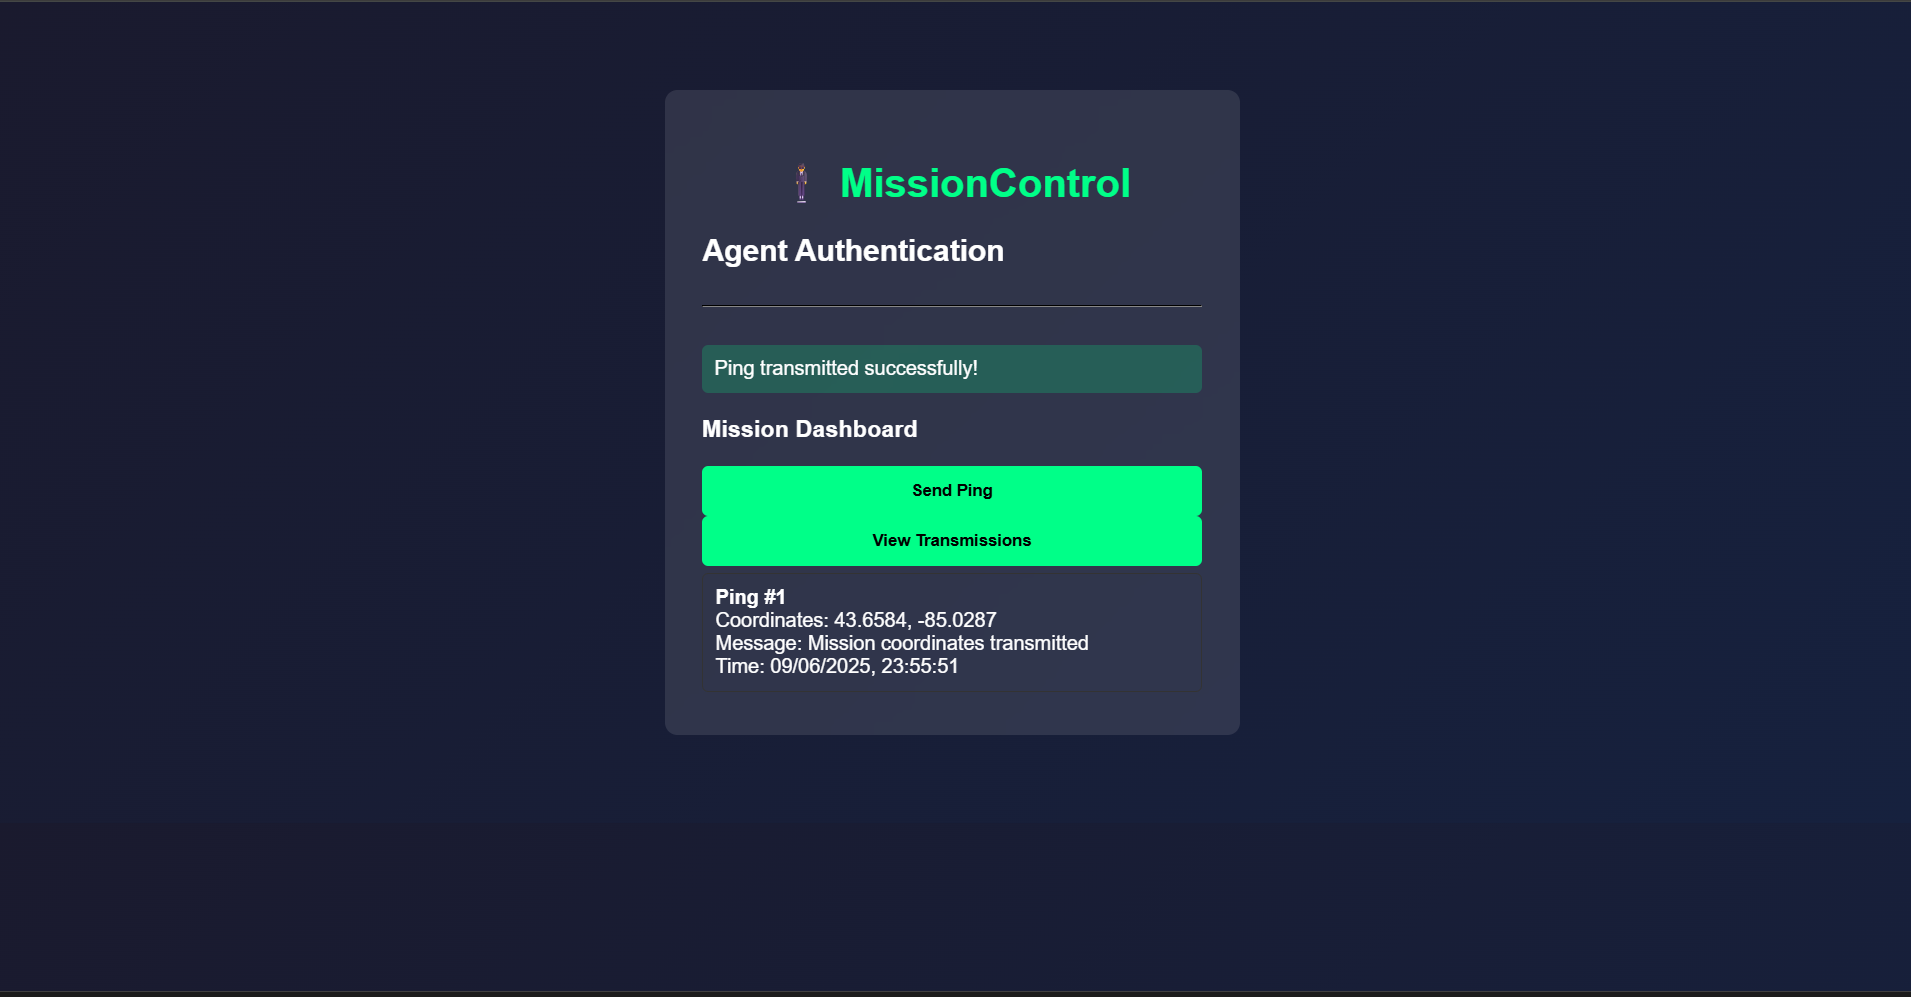 MissionControl
Agent Authentication
Ping transmitted successfully!
Mission Dashboard
Send Ping
View Transmissions
Ping #1
Coordinates: 43.6584, -85.0287
Message: Mission coordinates transmitted
Time: 09/06/2025, 23:55:51